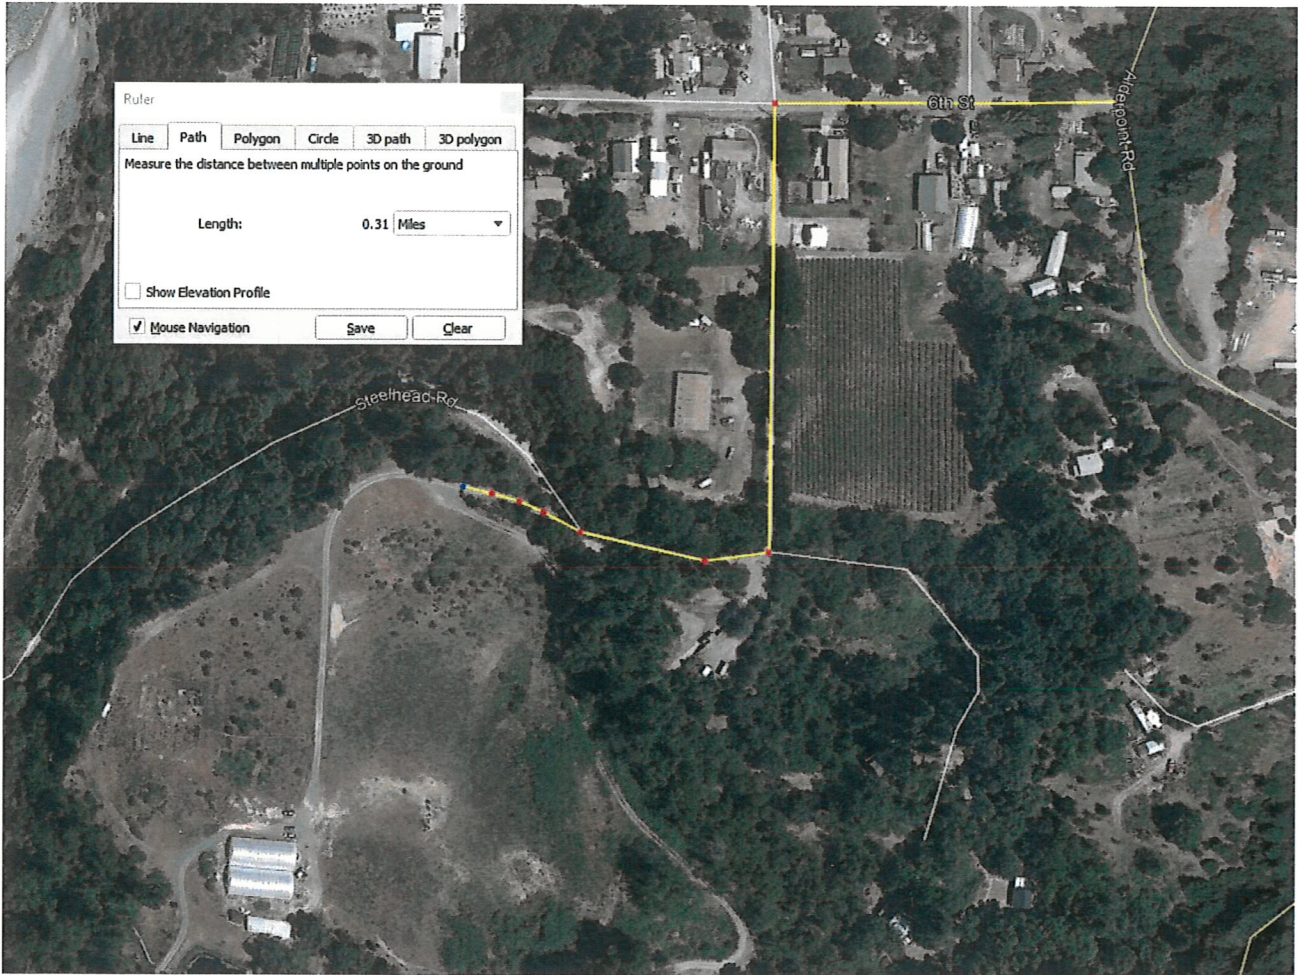 Ruler
Line Path Polygon Circle 3D path 3D polygon
Measure the distance between multiple points on the ground
Length: 0.31 Miles
Show Elevation Profile
Mouse Navigation Save Clear
6th St
Alderpoint Rd
Steelhead Rd